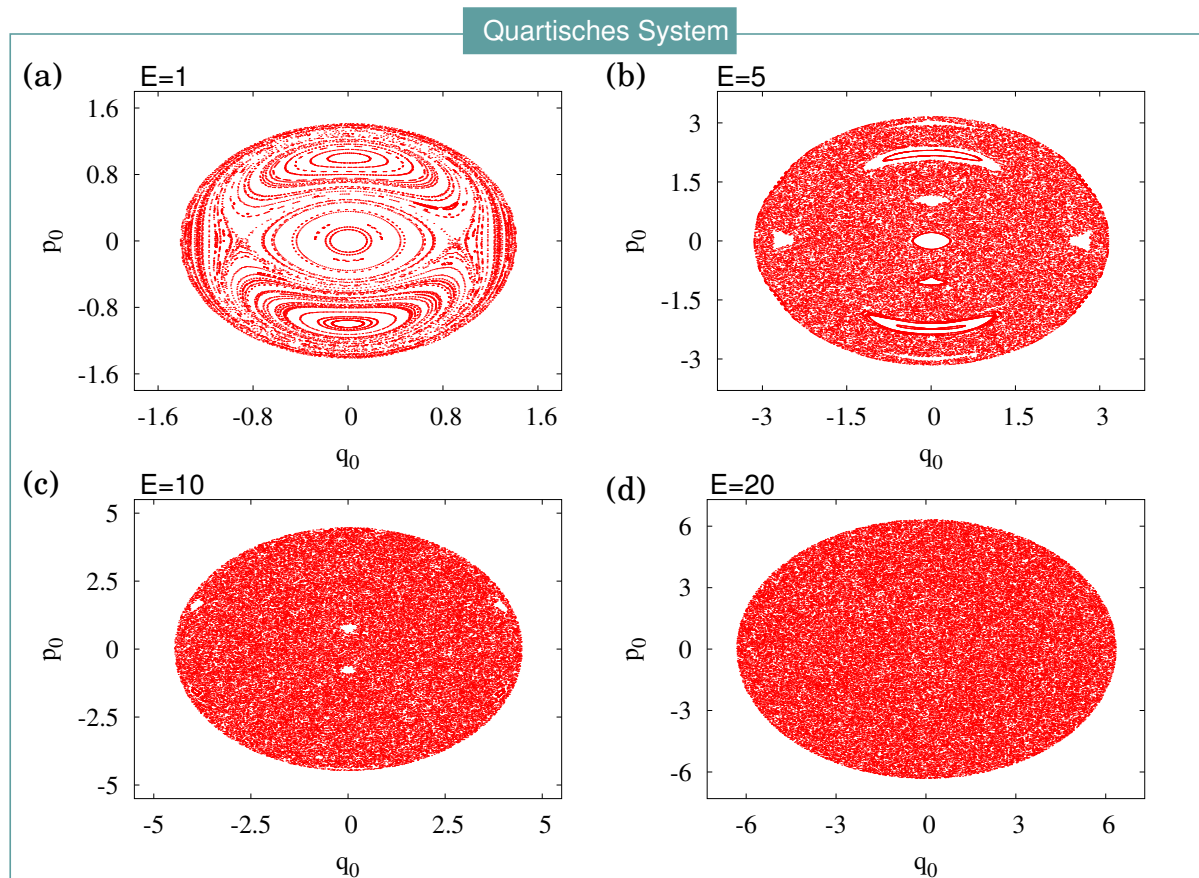 Quartisches System
(a) E=1
1.6
0.8
0
-0.8
-1.6
p0
-1.6 -0.8 0 0.8 1.6
q0
(b) E=5
3
1.5
0
-1.5
-3
p0
-3 -1.5 0 1.5 3
q0
(c) E=10
5
2.5
0
-2.5
-5
p0
-5 -2.5 0 2.5 5
q0
(d) E=20
6
3
0
-3
-6
p0
-6 -3 0 3 6
q0